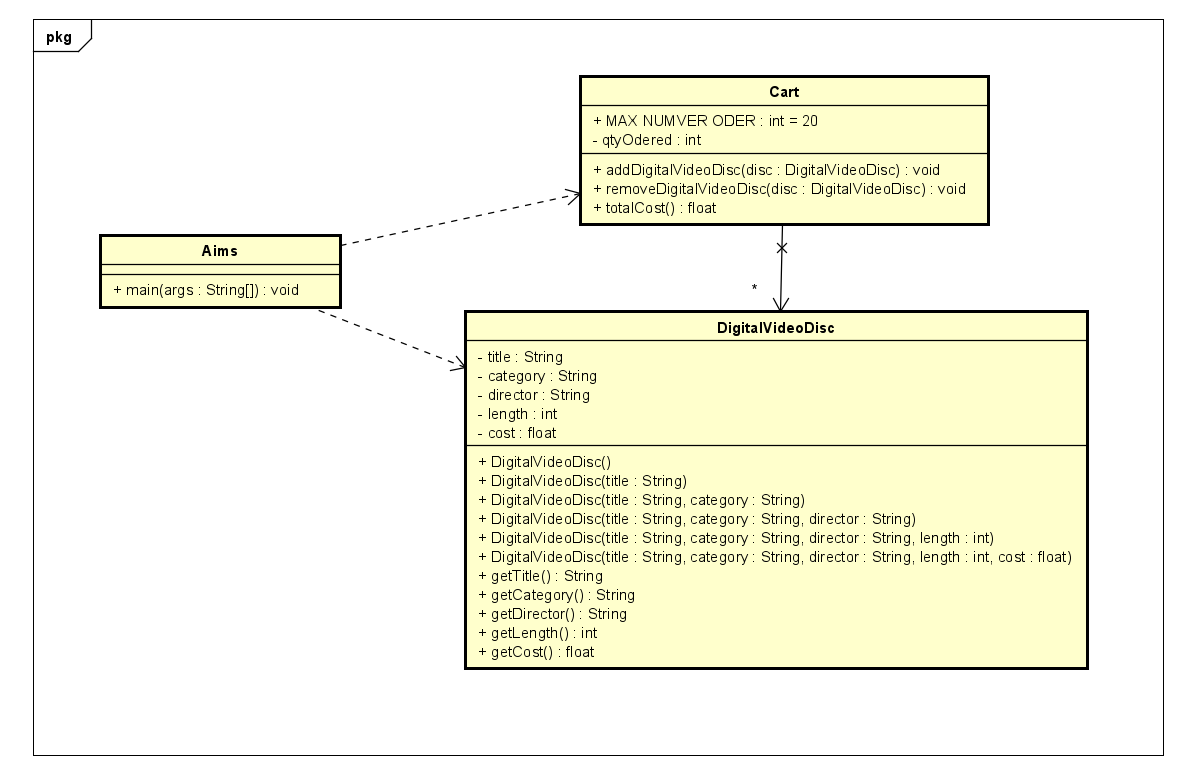 pkg
Cart
+ MAX NUMVER ODER : int = 20
- qtyOdered : int
+ addDigitalVideoDisc(disc : DigitalVideoDisc) : void
+ removeDigitalVideoDisc(disc : DigitalVideoDisc) : void
+ totalCost() : float
Aims
+ main(args : String[]) : void
*
DigitalVideoDisc
- title : String
- category : String
- director : String
- length : int
- cost : float
+ DigitalVideoDisc()
+ DigitalVideoDisc(title : String)
+ DigitalVideoDisc(title : String, category : String)
+ DigitalVideoDisc(title : String, category : String, director : String)
+ DigitalVideoDisc(title : String, category : String, director : String, length : int)
+ DigitalVideoDisc(title : String, category : String, director : String, length : int, cost : float)
+ getTitle() : String
+ getCategory() : String
+ getDirector() : String
+ getLength() : int
+ getCost() : float